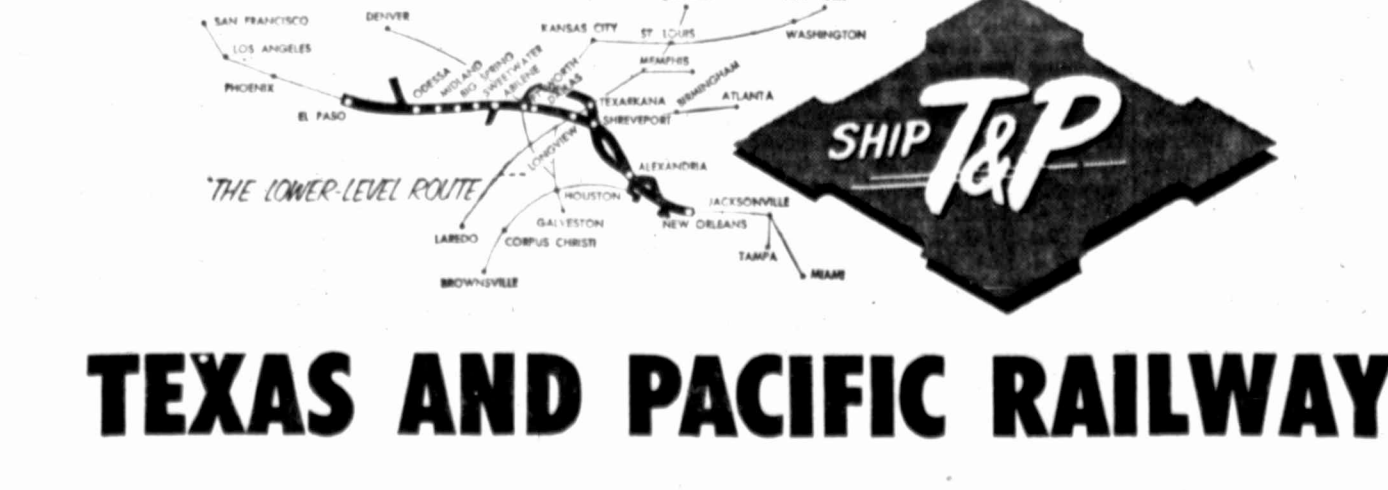 SAN FRANCISCO
DENVER
LOS ANGELES
PHOENIX
EL PASO
ODESSA
MIDLAND
BIG SPRING
SWEETWATER
ABILENE
FT. WORTH
DALLAS
KANSAS CITY
ST. LOUIS
WASHINGTON
MEMPHIS
BIRMINGHAM
ATLANTA
TEXARKANA
SHREVEPORT
LONGVIEW
ALEXANDRIA
"THE LOWER-LEVEL ROUTE
HOUSTON
GALVESTON
LAREDO
CORPUS CHRISTI
BROWNSVILLE
JACKSONVILLE
NEW ORLEANS
TAMPA
MIAMI
SHIP T&P
TEXAS AND PACIFIC RAILWAY